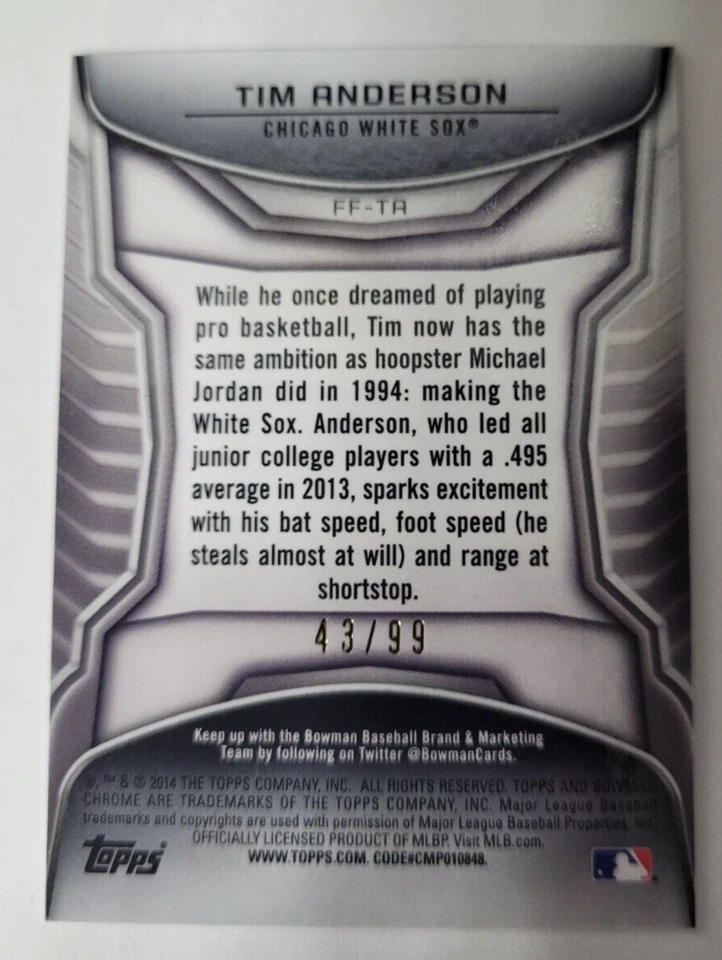 TIM ANDERSON
CHICAGO WHITE SOX®
FF-TA
While he once dreamed of playing
pro basketball, Tim now has the
same ambition as hoopster Michael
Jordan did in 1994: making the
White Sox. Anderson, who led all
junior college players with a .495
average in 2013, sparks excitement
with his bat speed, foot speed (he
steals almost at will) and range at
shortstop.
43/99
Keep up with the Bowman Baseball Brand & Marketing
Team by following on Twitter @BowmanCards.
®, ™ & © 2014 THE TOPPS COMPANY, INC. ALL RIGHTS RESERVED. TOPPS AND BOWMAN
CHROME ARE TRADEMARKS OF THE TOPPS COMPANY, INC. Major League Baseball
trademarks and copyrights are used with permission of Major League Baseball Properties, Inc.
OFFICIALLY LICENSED PRODUCT OF MLBP. Visit MLB.com.
topps WWW.TOPPS.COM. CODE#CMP010848.